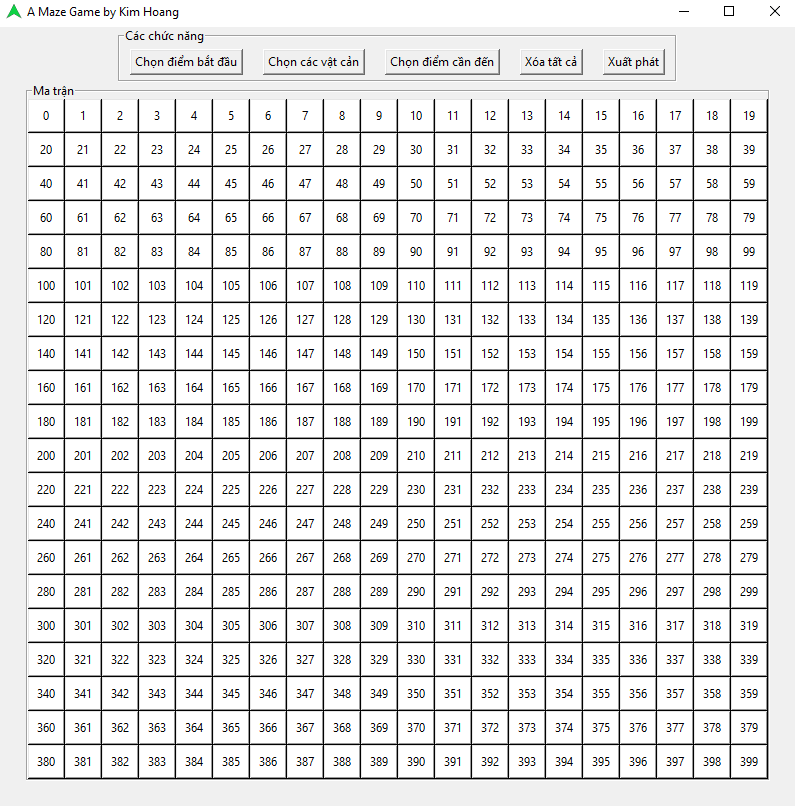 A Maze Game by Kim Hoang
Các chức năng
Chọn điểm bắt đầu Chọn các vật cản Chọn điểm cần đến Xóa tất cả Xuất phát
Ma trận
0 1 2 3 4 5 6 7 8 9 10 11 12 13 14 15 16 17 18 19
20 21 22 23 24 25 26 27 28 29 30 31 32 33 34 35 36 37 38 39
40 41 42 43 44 45 46 47 48 49 50 51 52 53 54 55 56 57 58 59
60 61 62 63 64 65 66 67 68 69 70 71 72 73 74 75 76 77 78 79
80 81 82 83 84 85 86 87 88 89 90 91 92 93 94 95 96 97 98 99
100 101 102 103 104 105 106 107 108 109 110 111 112 113 114 115 116 117 118 119
120 121 122 123 124 125 126 127 128 129 130 131 132 133 134 135 136 137 138 139
140 141 142 143 144 145 146 147 148 149 150 151 152 153 154 155 156 157 158 159
160 161 162 163 164 165 166 167 168 169 170 171 172 173 174 175 176 177 178 179
180 181 182 183 184 185 186 187 188 189 190 191 192 193 194 195 196 197 198 199
200 201 202 203 204 205 206 207 208 209 210 211 212 213 214 215 216 217 218 219
220 221 222 223 224 225 226 227 228 229 230 231 232 233 234 235 236 237 238 239
240 241 242 243 244 245 246 247 248 249 250 251 252 253 254 255 256 257 258 259
260 261 262 263 264 265 266 267 268 269 270 271 272 273 274 275 276 277 278 279
280 281 282 283 284 285 286 287 288 289 290 291 292 293 294 295 296 297 298 299
300 301 302 303 304 305 306 307 308 309 310 311 312 313 314 315 316 317 318 319
320 321 322 323 324 325 326 327 328 329 330 331 332 333 334 335 336 337 338 339
340 341 342 343 344 345 346 347 348 349 350 351 352 353 354 355 356 357 358 359
360 361 362 363 364 365 366 367 368 369 370 371 372 373 374 375 376 377 378 379
380 381 382 383 384 385 386 387 388 389 390 391 392 393 394 395 396 397 398 399